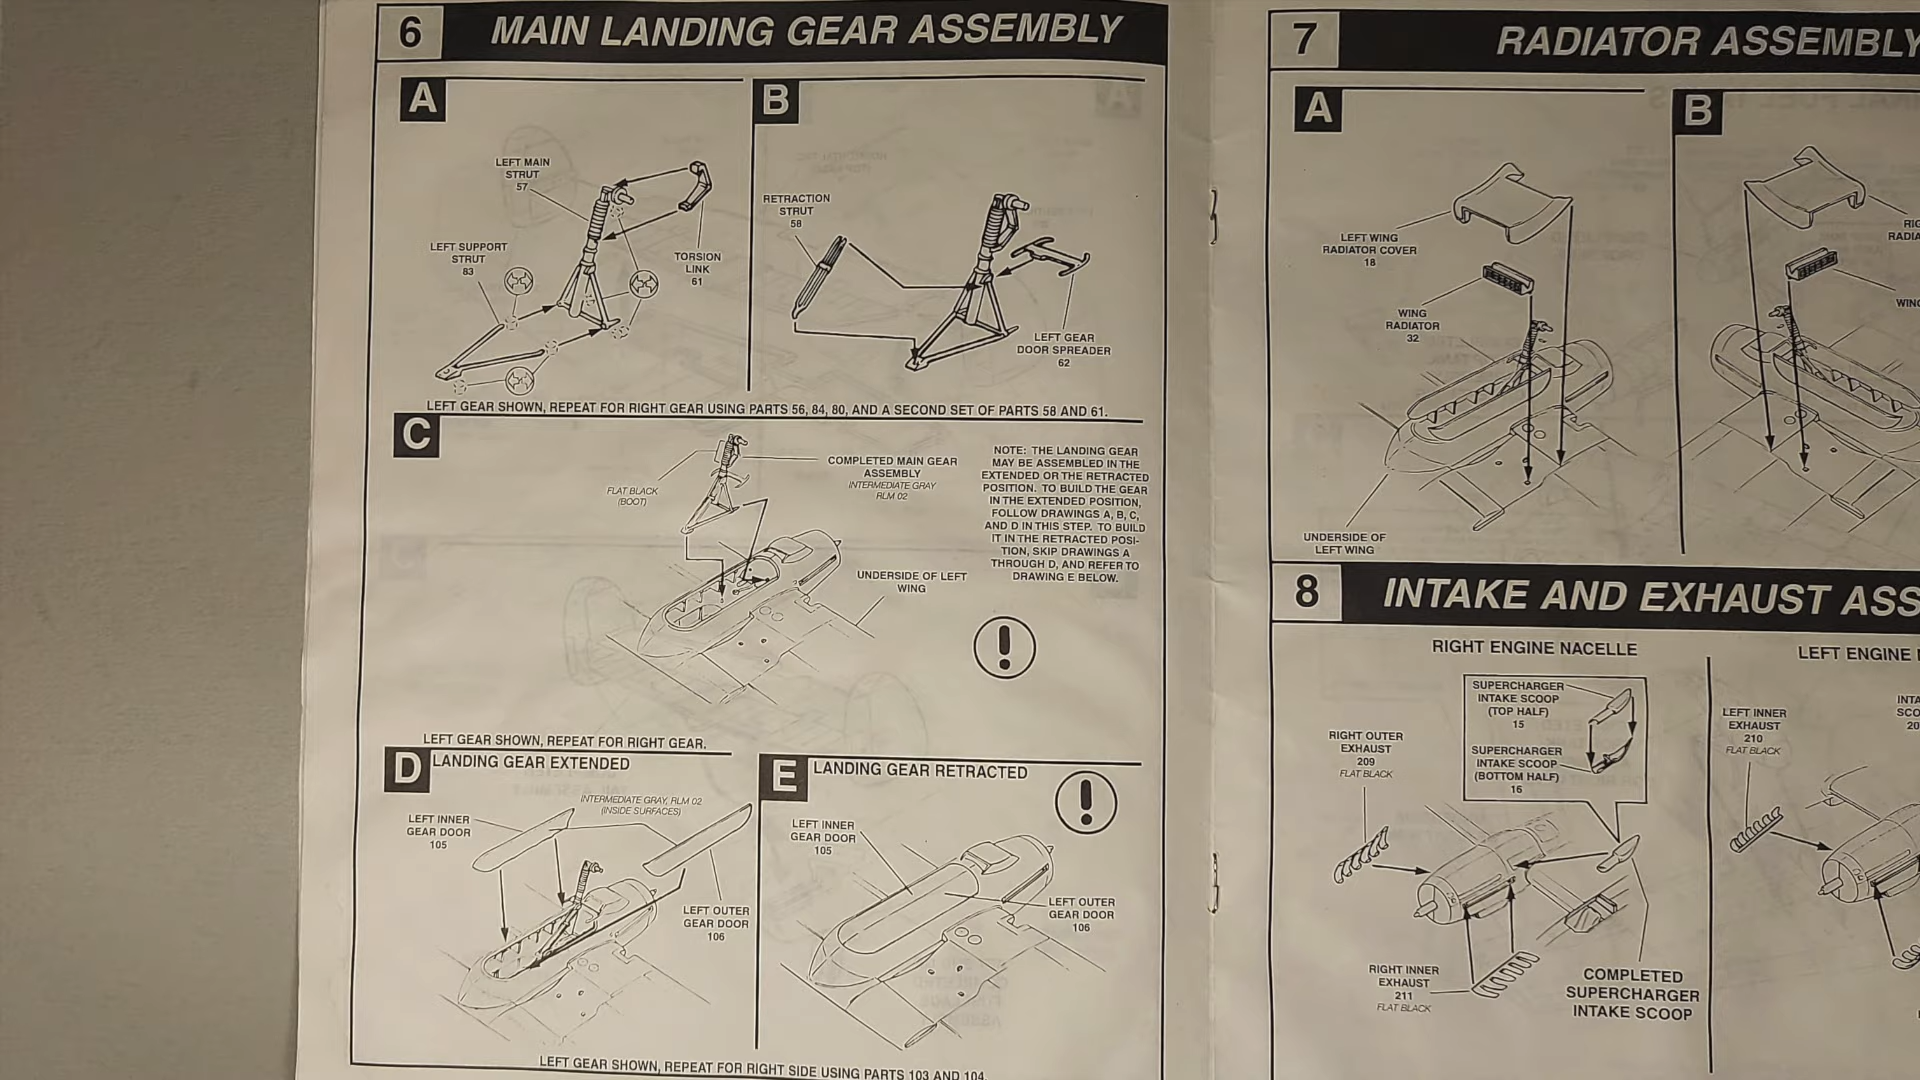 6
MAIN LANDING GEAR ASSEMBLY
A
LEFT MAIN
STRUT
57
LEFT SUPPORT
STRUT
83
TORSION
LINK
61
B
RETRACTION
STRUT
58
LEFT GEAR
DOOR SPREADER
62
LEFT GEAR SHOWN, REPEAT FOR RIGHT GEAR USING PARTS 56, 84, 80, AND A SECOND SET OF PARTS 58 AND 61.
C
FLAT BLACK
(BOOT)
COMPLETED MAIN GEAR
ASSEMBLY
INTERMEDIATE GRAY
RLM 02
NOTE: THE LANDING GEAR
MAY BE ASSEMBLED IN THE
EXTENDED OR THE RETRACTED
POSITION. TO BUILD THE GEAR
IN THE EXTENDED POSITION,
FOLLOW DRAWINGS A, B, C,
AND D IN THIS STEP. TO BUILD
IT IN THE RETRACTED POSI-
TION, SKIP DRAWINGS A
THROUGH D, AND REFER TO
DRAWING E BELOW.
UNDERSIDE OF LEFT
WING
!
LEFT GEAR SHOWN, REPEAT FOR RIGHT GEAR.
D
LANDING GEAR EXTENDED
INTERMEDIATE GRAY, RLM 02
(INSIDE SURFACES)
LEFT INNER
GEAR DOOR
105
LEFT OUTER
GEAR DOOR
106
E
LANDING GEAR RETRACTED
!
LEFT INNER
GEAR DOOR
105
LEFT OUTER
GEAR DOOR
106
LEFT GEAR SHOWN, REPEAT FOR RIGHT SIDE USING PARTS 103 AND 104.
7
RADIATOR ASSEMBLY
A
LEFT WING
RADIATOR COVER
18
WING
RADIATOR
32
UNDERSIDE OF
LEFT WING
B
RIG
RADIA
WING
8
INTAKE AND EXHAUST ASS
RIGHT ENGINE NACELLE
SUPERCHARGER
INTAKE SCOOP
(TOP HALF)
15
SUPERCHARGER
INTAKE SCOOP
(BOTTOM HALF)
16
RIGHT OUTER
EXHAUST
209
FLAT BLACK
RIGHT INNER
EXHAUST
211
FLAT BLACK
COMPLETED
SUPERCHARGER
INTAKE SCOOP
LEFT ENGINE
LEFT INNER
EXHAUST
210
FLAT BLACK
INTA
SCO
20